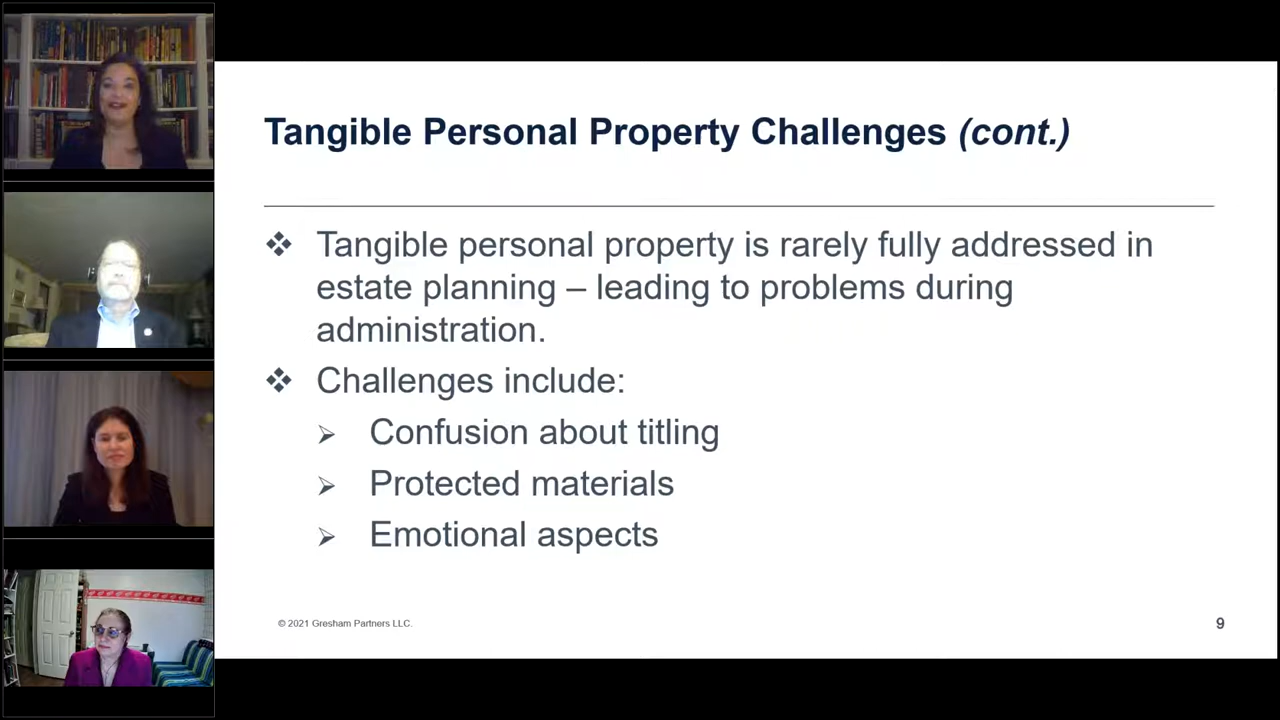 Tangible Personal Property Challenges (cont.)
❖ Tangible personal property is rarely fully addressed in
estate planning – leading to problems during
administration.
❖ Challenges include:
➢ Confusion about titling
➢ Protected materials
➢ Emotional aspects
© 2021 Gresham Partners LLC.
9